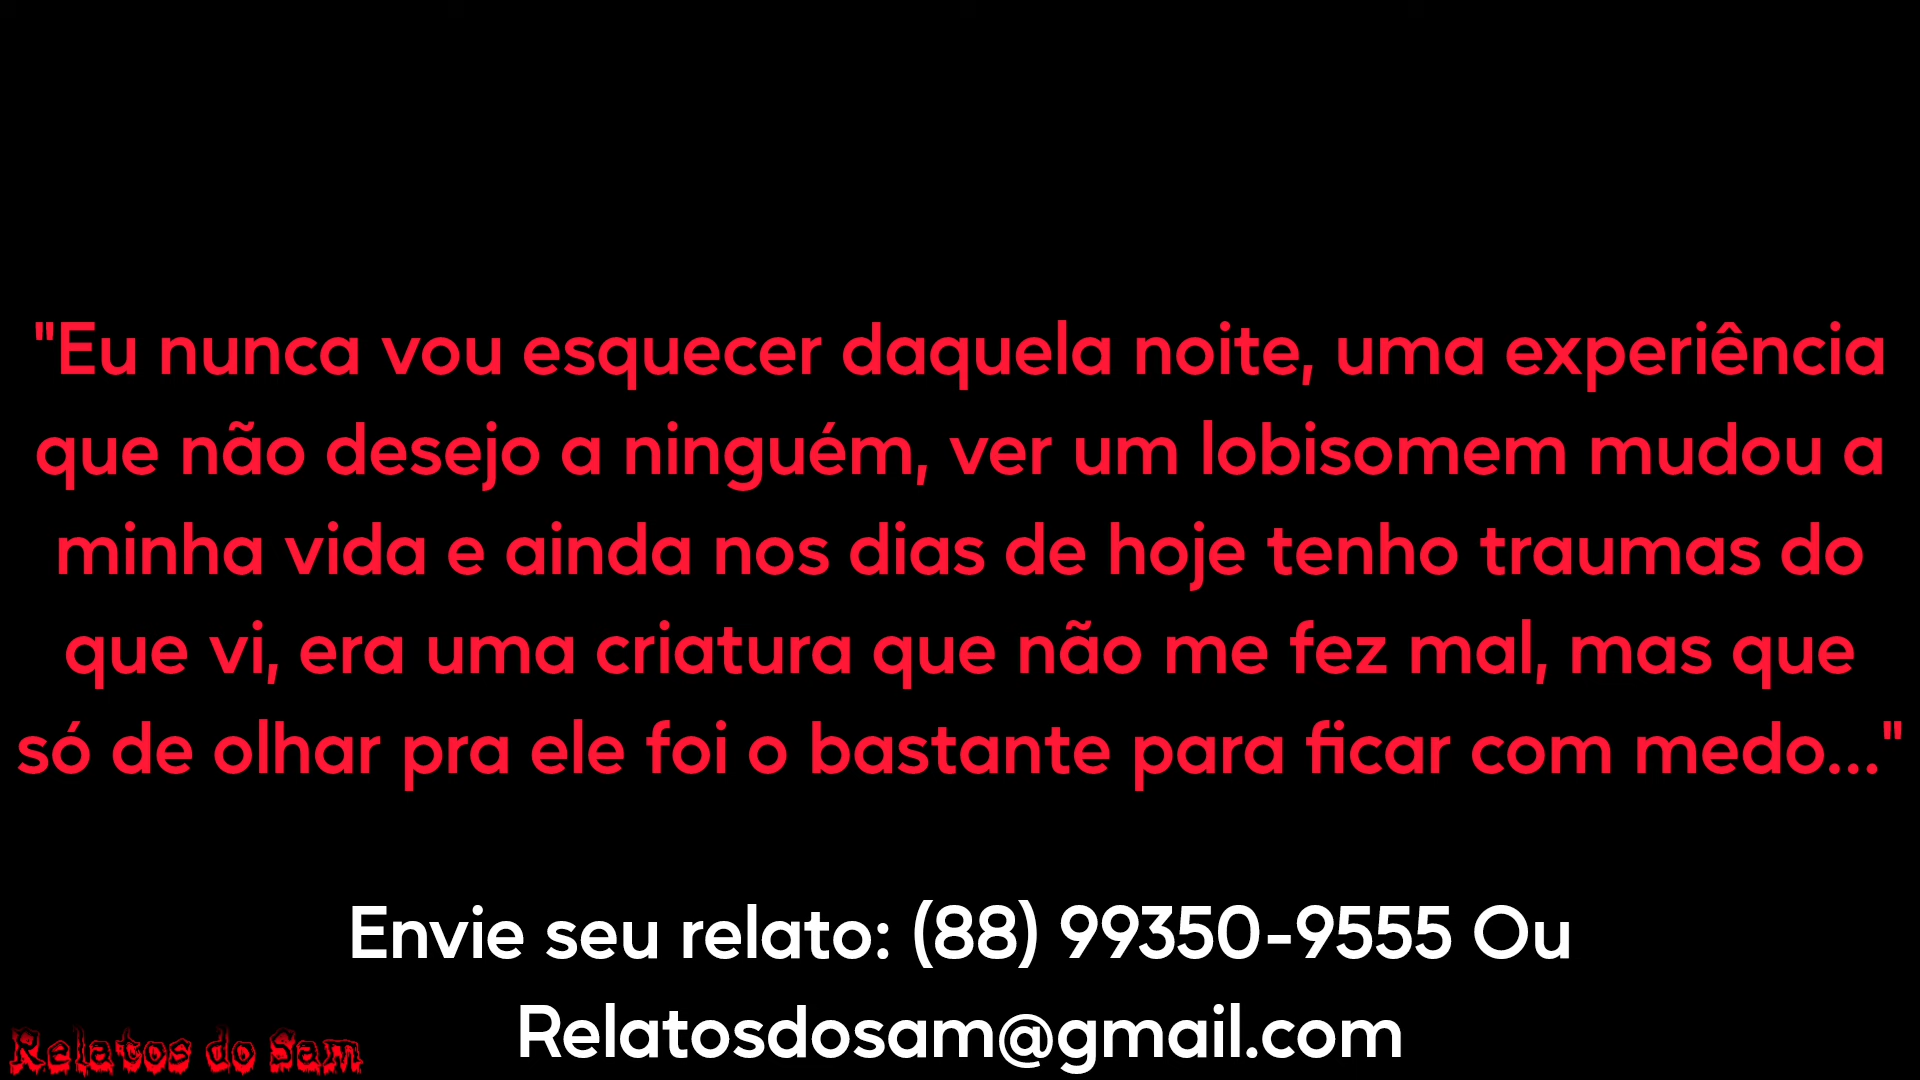 "Eu nunca vou esquecer daquela noite, uma experiência
que não desejo a ninguém, ver um lobisomem mudou a
minha vida e ainda nos dias de hoje tenho traumas do
que vi, era uma criatura que não me fez mal, mas que
só de olhar pra ele foi o bastante para ficar com medo..."
Envie seu relato: (88) 99350-9555 Ou
Relatosdosam@gmail.com
Relatos do Sam